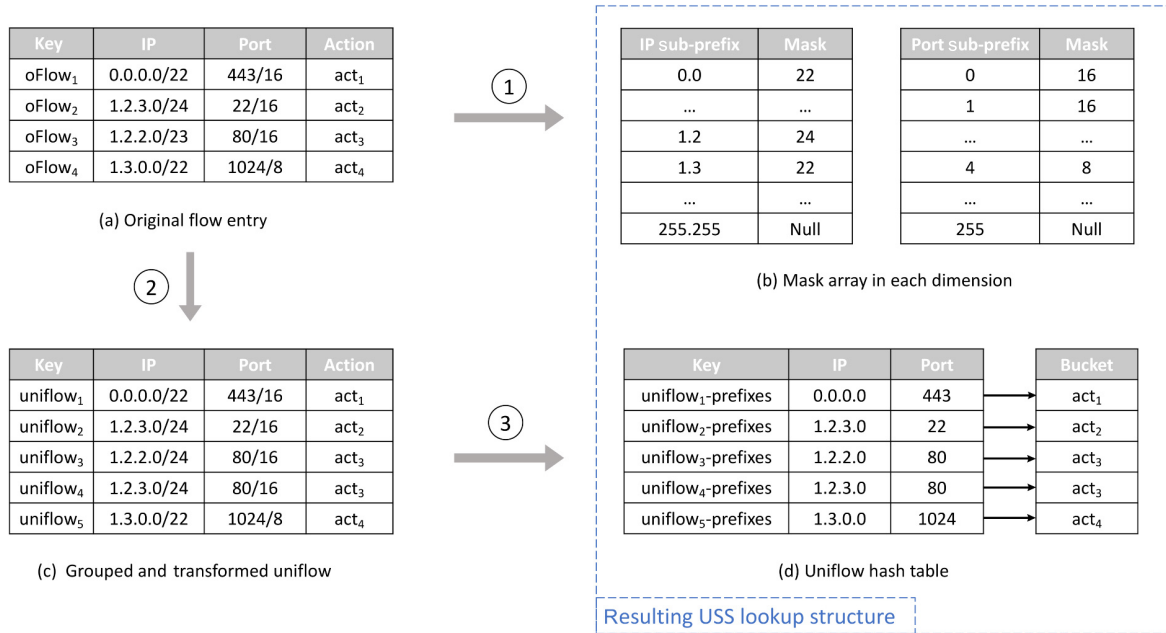 Key IP Port Action
oFlow₁ 0.0.0.0/22 443/16 act₁
oFlow₂ 1.2.3.0/24 22/16 act₂
oFlow₃ 1.2.2.0/23 80/16 act₃
oFlow₄ 1.3.0.0/22 1024/8 act₄
(a) Original flow entry
1
IP sub-prefix Mask
0.0 22
... ...
1.2 24
1.3 22
... ...
255.255 Null
Port sub-prefix Mask
0 16
1 16
... ...
4 8
... ...
255 Null
(b) Mask array in each dimension
2
Key IP Port Action
uniflow₁ 0.0.0.0/22 443/16 act₁
uniflow₂ 1.2.3.0/24 22/16 act₂
uniflow₃ 1.2.2.0/24 80/16 act₃
uniflow₄ 1.2.3.0/24 80/16 act₃
uniflow₅ 1.3.0.0/22 1024/8 act₄
(c) Grouped and transformed uniflow
3
Key IP Port Bucket
uniflow₁-prefixes 0.0.0.0 443 act₁
uniflow₂-prefixes 1.2.3.0 22 act₂
uniflow₃-prefixes 1.2.2.0 80 act₃
uniflow₄-prefixes 1.2.3.0 80 act₃
uniflow₅-prefixes 1.3.0.0 1024 act₄
(d) Uniflow hash table
Resulting USS lookup structure